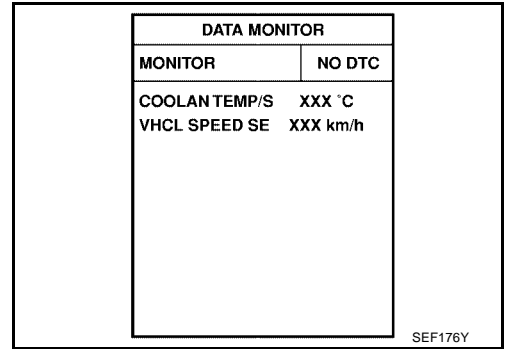 DATA MONITOR
MONITOR NO DTC
COOLAN TEMP/S XXX °C
VHCL SPEED SE XXX km/h
SEF176Y